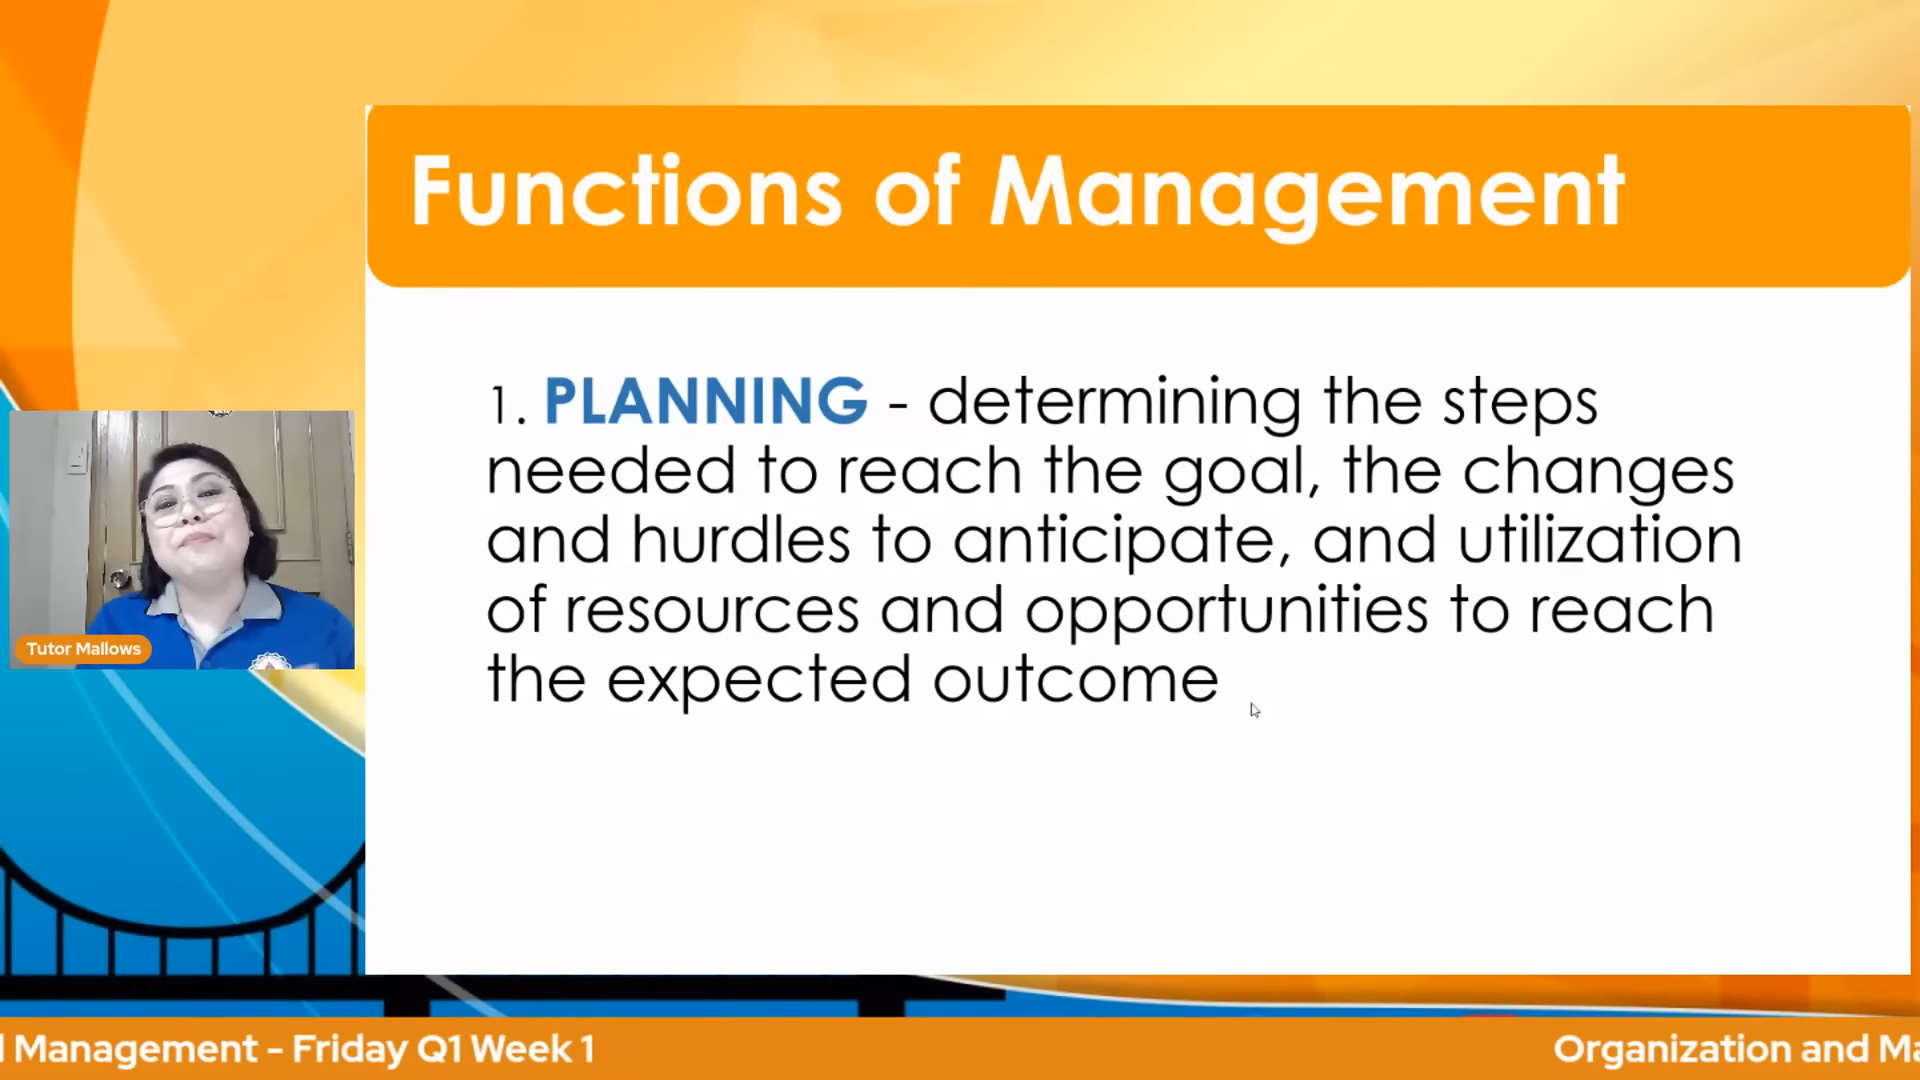 Functions of Management
1. PLANNING - determining the steps
needed to reach the goal, the changes
and hurdles to anticipate, and utilization
of resources and opportunities to reach
the expected outcome
Tutor Mallows
Management - Friday Q1 Week 1
Organization and Ma